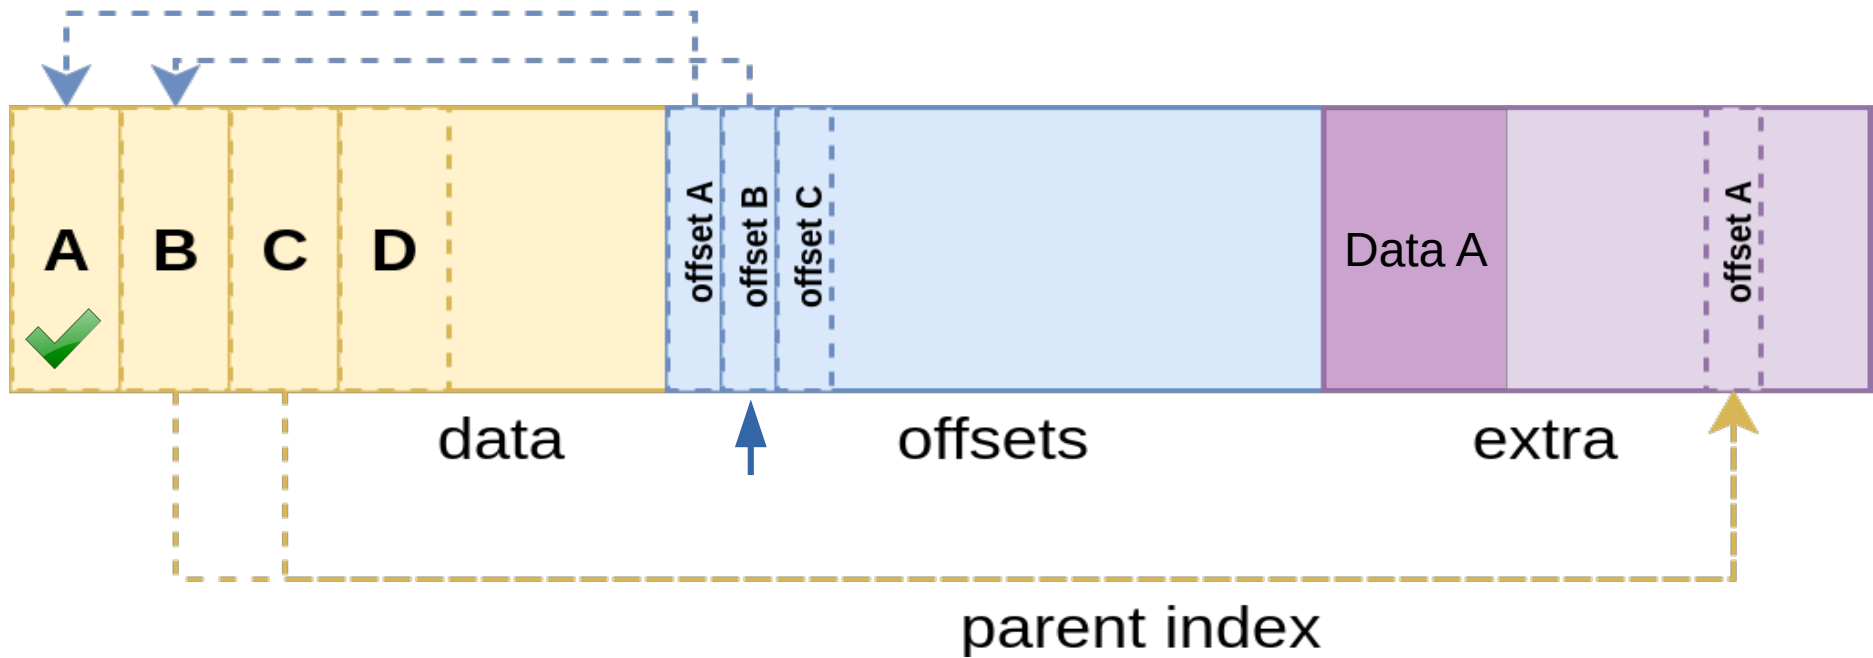 A
B
C
D
offset A
offset B
offset C
Data A
offset A
data
offsets
extra
parent index